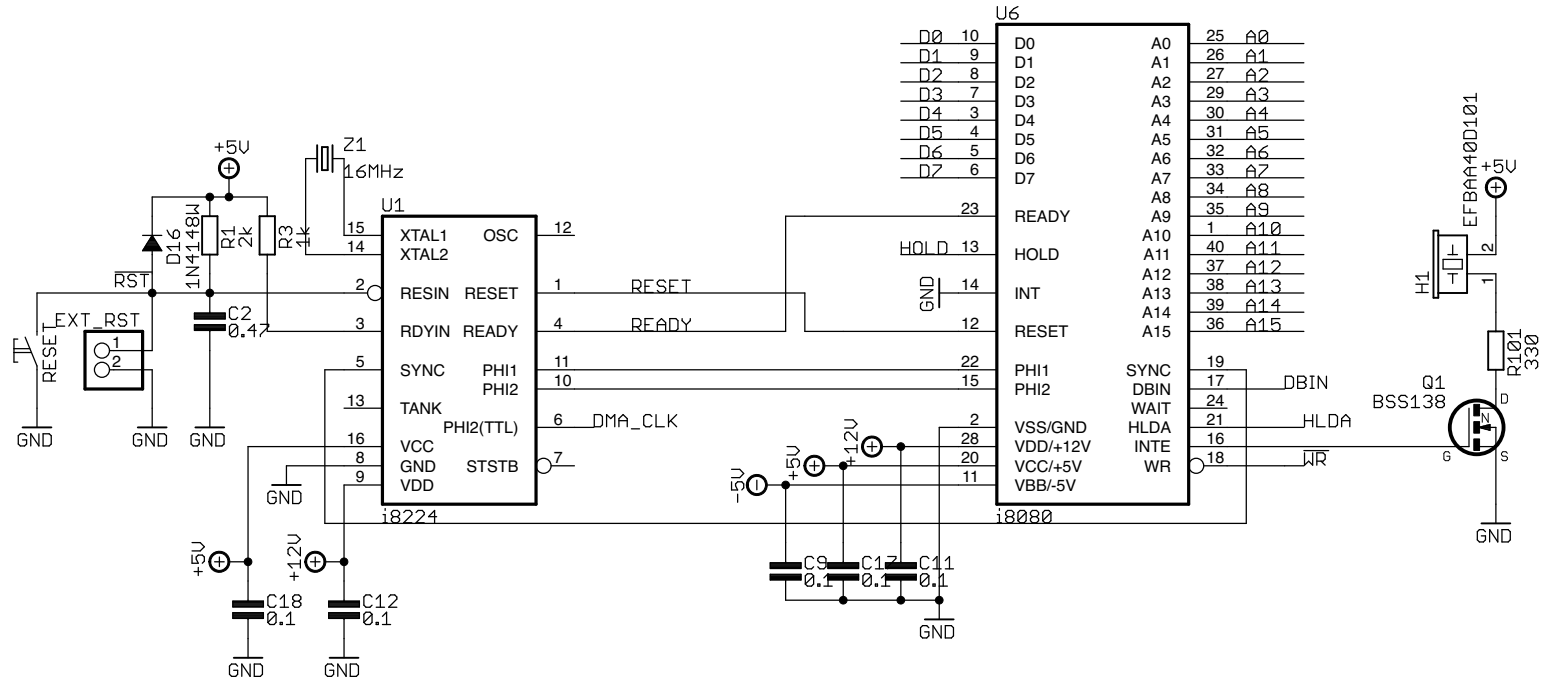 U6
D0 10 D0 A0 25 A0
D1 9 D1 A1 26 A1
D2 8 D2 A2 27 A2
D3 7 D3 A3 29 A3
D4 3 D4 A4 30 A4
D5 4 D5 A5 31 A5
D6 5 D6 A6 32 A6
D7 6 D7 A7 33 A7
A8 34 A8
23 READY A9 35 A9
A10 1 A10
HOLD 13 HOLD A11 40 A11
A12 37 A12
GND 14 INT A13 38 A13
A14 39 A14
12 RESET A15 36 A15
22 PHI1 SYNC 19
15 PHI2 DBIN 17 DBIN
WAIT 24
2 VSS/GND HLDA 21 HLDA
28 VDD/+12V INTE 16
20 VCC/+5V WR 18 WR
11 VBB/-5V
i8080
+12V
+5V
-5V
C9 0.1
C17 0.1
C11 0.1
GND
+5V
Z1
16MHz
U1
15 XTAL1 OSC 12
14 XTAL2
2 RESIN RESET 1 RESET
3 RDYIN READY 4 READY
5 SYNC PHI1 11
PHI2 10
13 TANK
PHI2(TTL) 6 DMA_CLK
16 VCC
8 GND STSTB 7
9 VDD
i8224
GND
D16
1N4148W
R1
2k
R3
1k
RST
C2
0.47
EXT_RST
1
2
RESET
GND
GND
GND
+5V
+12V
C18
0.1
C12
0.1
GND
GND
EFBAA40D101
+5V
H1
2
1
R101
330
Q1
BSS138
D
N
G
S
GND